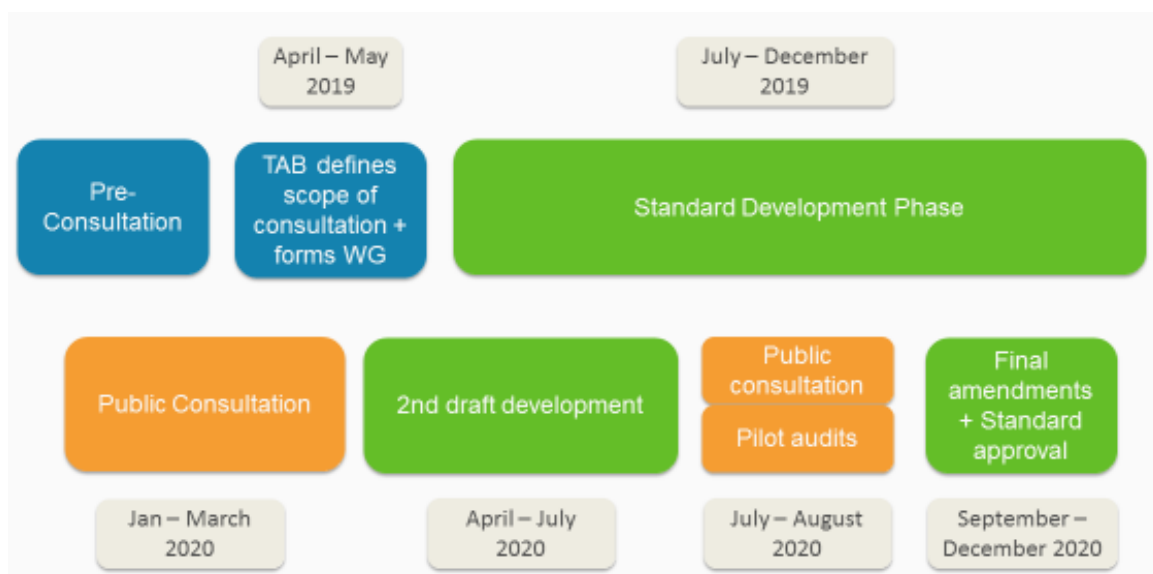 April – May
2019
July – December
2019
Pre-
Consultation
TAB defines
scope of
consultation +
forms WG
Standard Development Phase
Public Consultation
2nd draft development
Public
consultation
Pilot audits
Final
amendments
+ Standard
approval
Jan – March
2020
April – July
2020
July – August
2020
September –
December 2020